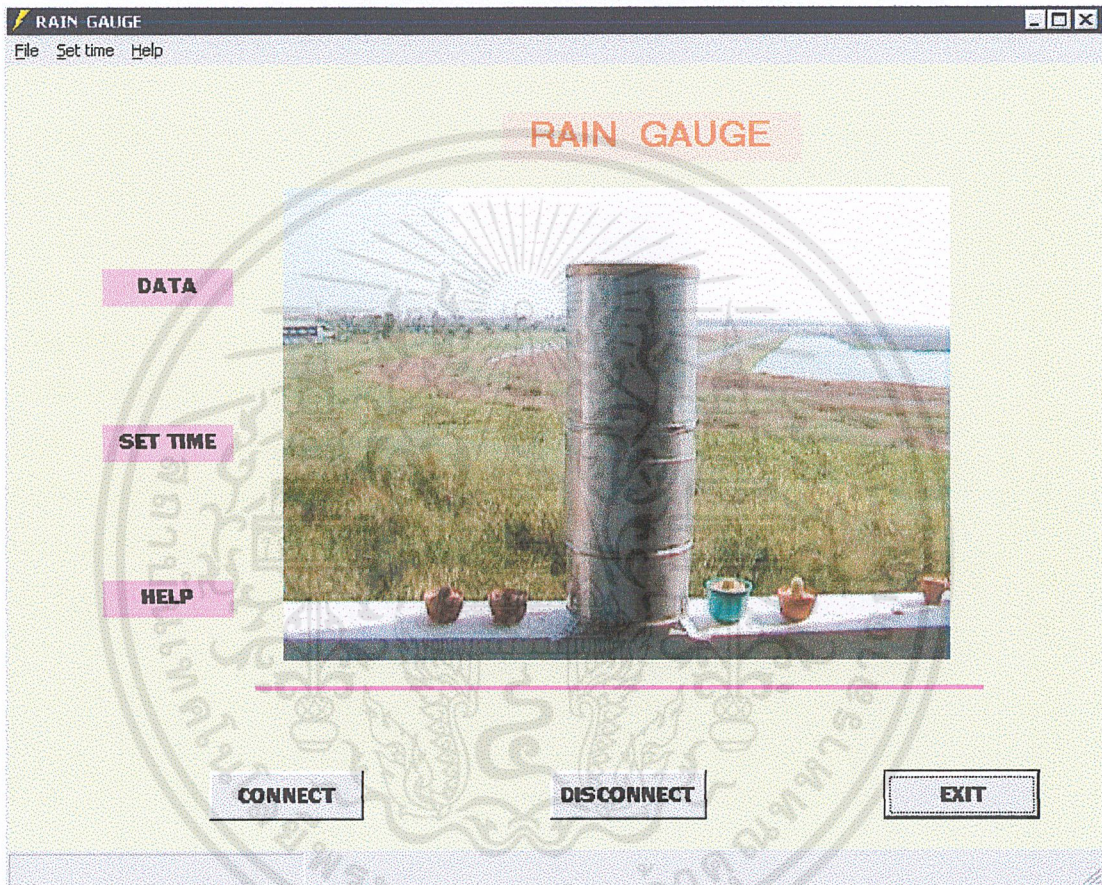 RAIN GAUGE
File Set time Help
RAIN GAUGE
DATA
SET TIME
HELP
CONNECT
DISCONNECT
EXIT